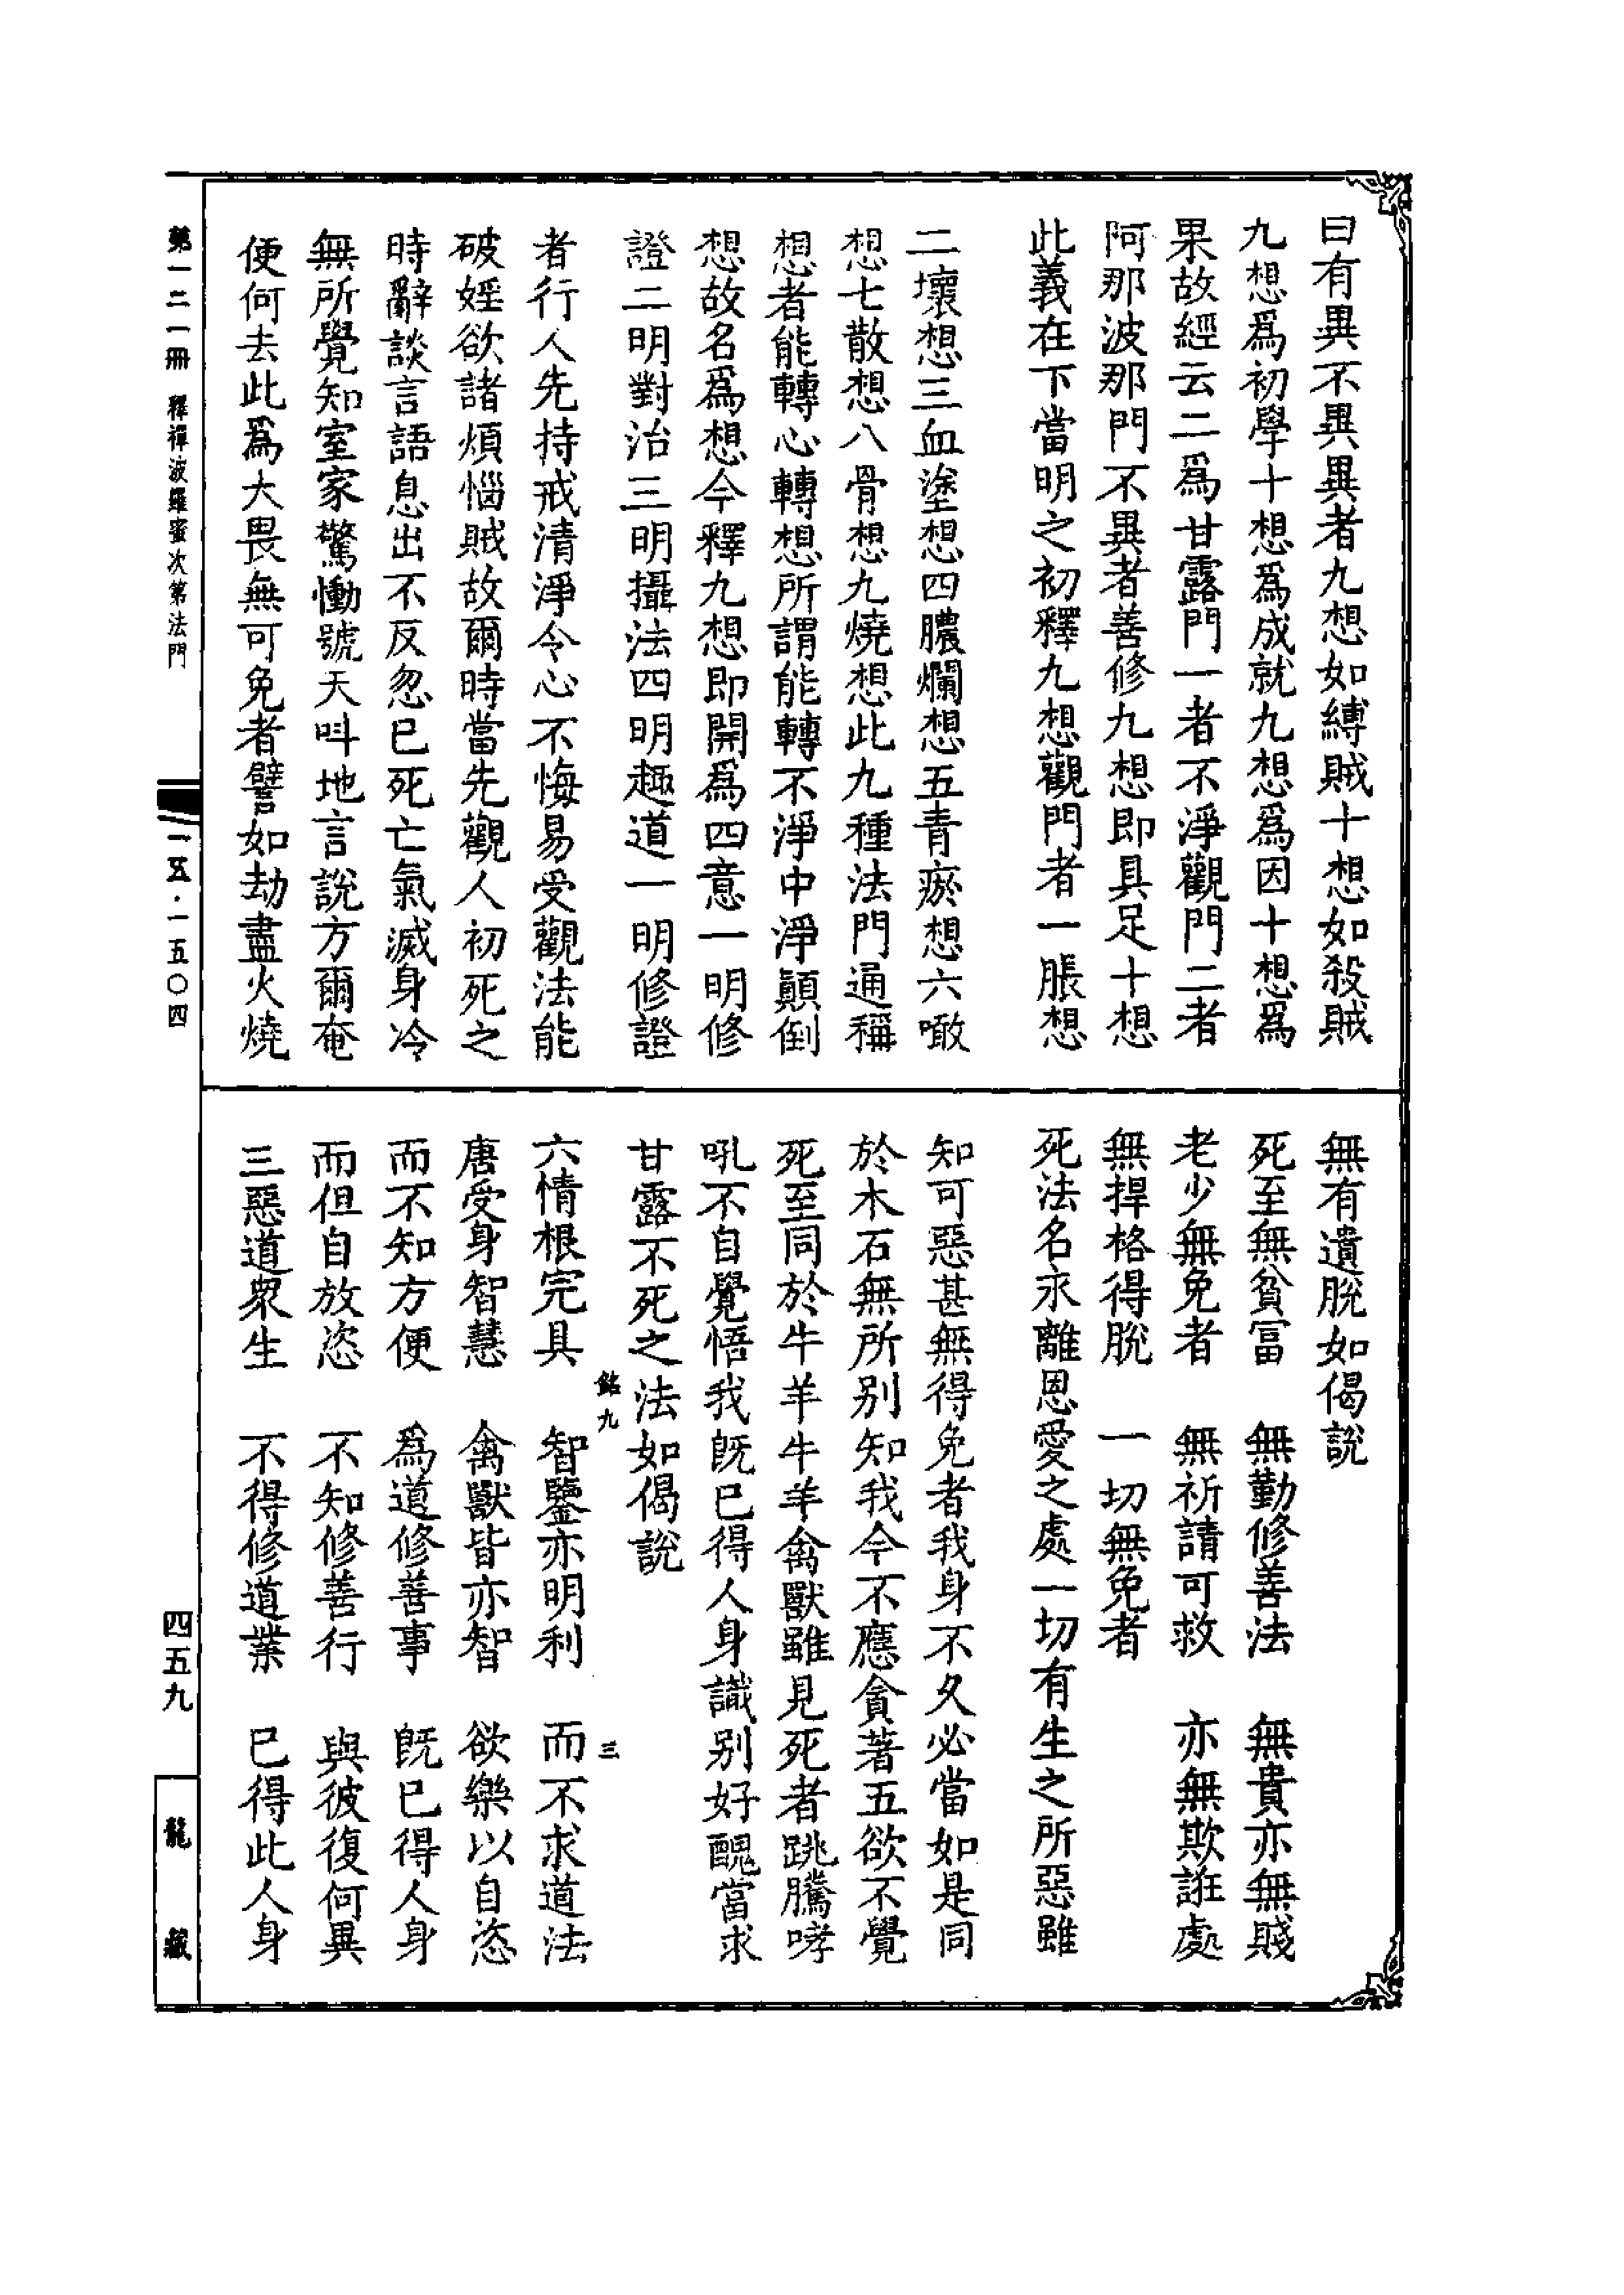 曰有異不異異者九想如縛賊十想如殺賊
九想爲初學十想爲成就九想爲因十想爲
果故經云二爲甘露門一者不淨觀門二者
阿那波那門不異者善修九想即具足十想
此義在下當明之初釋九想觀門者一脹想
二壞想三血塗想四膿爛想五青瘀想六噉
想七散想八骨想九燒想此九種法門通稱
想者能轉心轉想所謂能轉不淨中淨顛倒
想故名爲想今釋九想即開爲四意一明修
證二明對治三明攝法四明趣道一明修證
者行人先持戒清淨令心不悔易受觀法能
破婬欲諸煩惱賊故爾時當先觀人初死之
時辭談言語息出不反忽已死亡氣滅身冷
無所覺知室家驚慟號天呌地言說方爾奄
便何去此爲大畏無可免者譬如劫盡火燒
無有遺脫如偈說
死至無貧冨　無勤修善法　無貴亦無賤
老少無免者　無祈請可救　亦無欺誑處
無捍格得脫　一切無免者
死法名永離恩愛之處一切有生之所惡雖
知可惡甚無得免者我身不久必當如是同
於木石無所別知我今不應貪著五欲不覺
死至同於牛羊牛羊禽獸雖見死者跳騰哮
吼不自覺悟我既已得人身識別好醜當求
甘露不死之法如偈說
銘九　三
六情根完具　智鑒亦明利　而不求道法
唐受身智慧　禽獸皆亦智　欲樂以自恣
而不知方便　爲道修善事　既已得人身
而但自放恣　不知修善行　與彼復何異
三惡道衆生　不得修道業　已得此人身
第一二一冊　釋禪波羅蜜次第法門
一五·一五〇四
四五九
龍藏